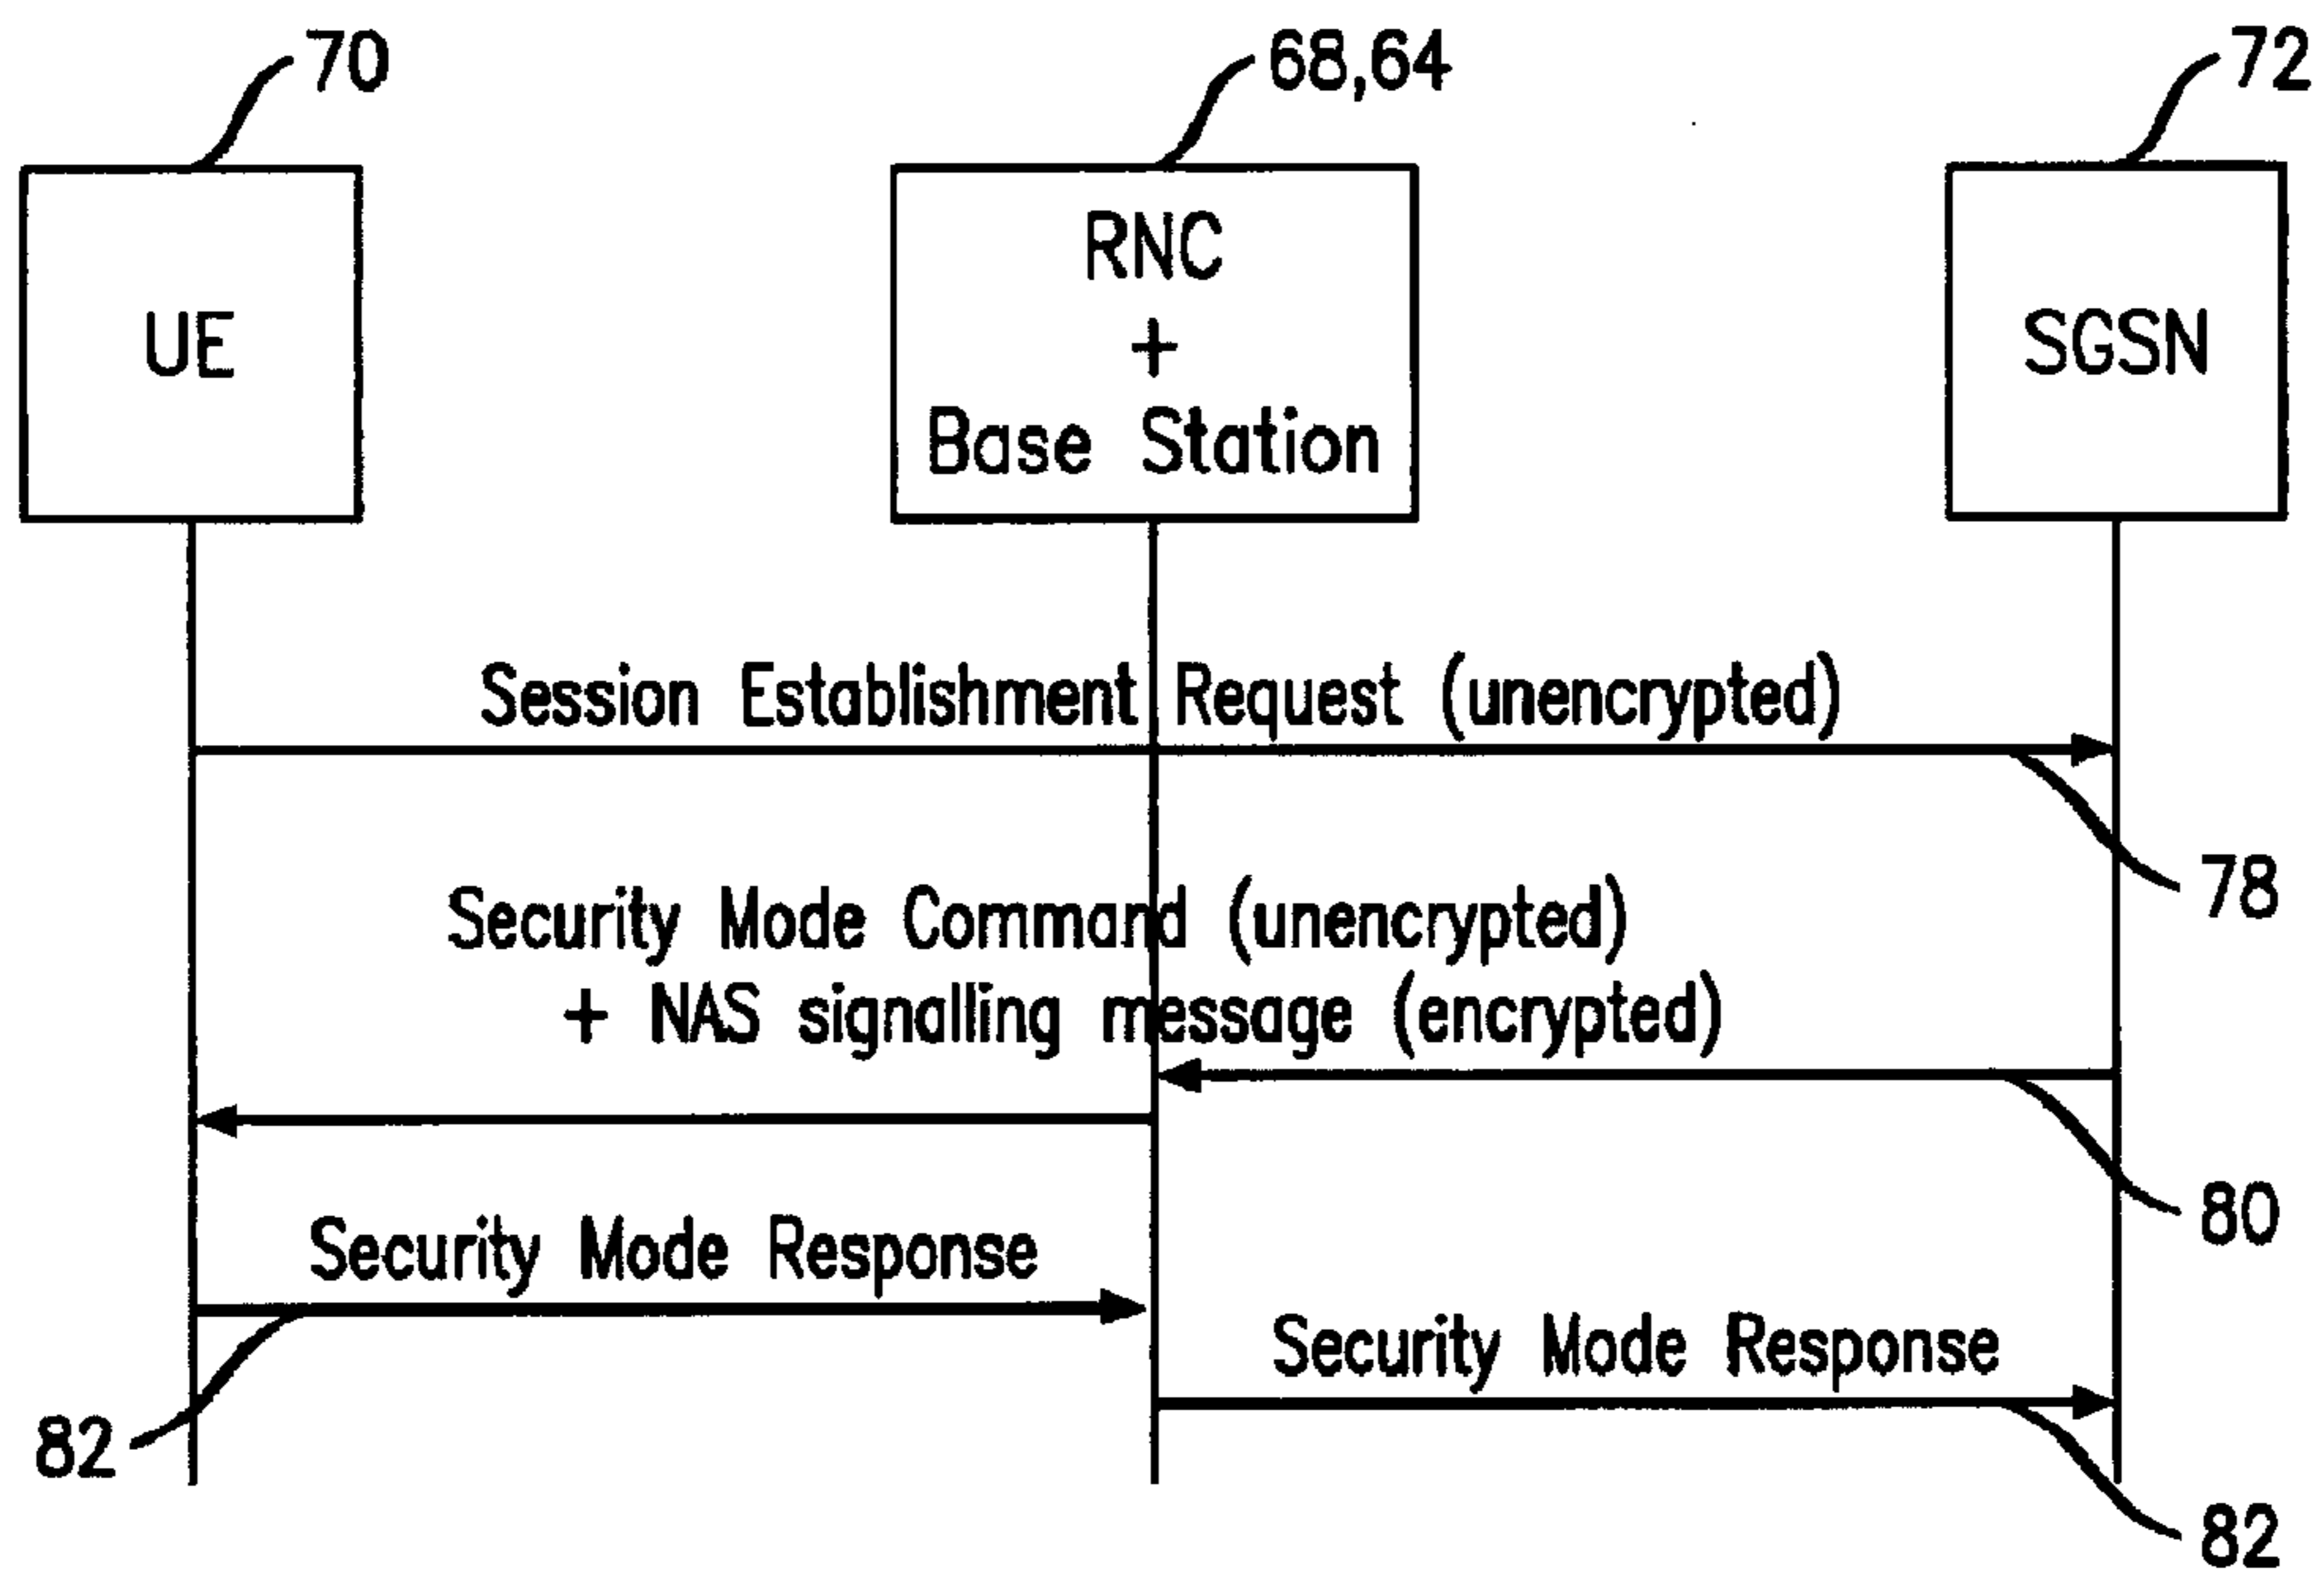 70
68,64
72
UE
RNC
+
Base Station
SGSN
Session Establishment Request (unencrypted)
78
Security Mode Command (unencrypted)
+ NAS signalling message (encrypted)
80
Security Mode Response
Security Mode Response
82
82